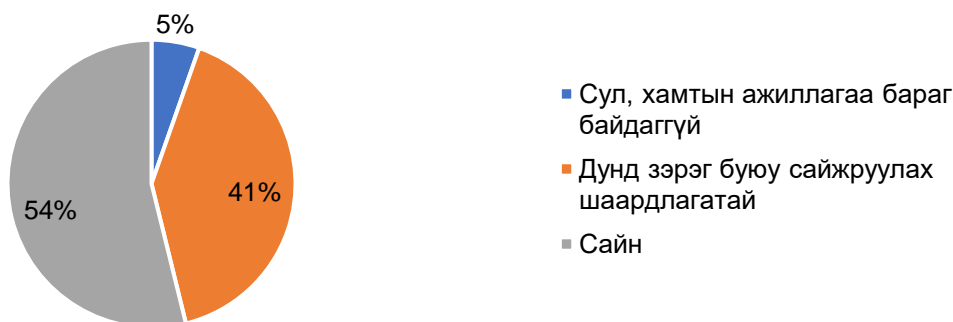 5%
41%
54%
Сул, хамтын ажиллагаа бараг
байдаггүй
Дунд зэрэг буюу сайжруулах
шаардлагатай
Сайн